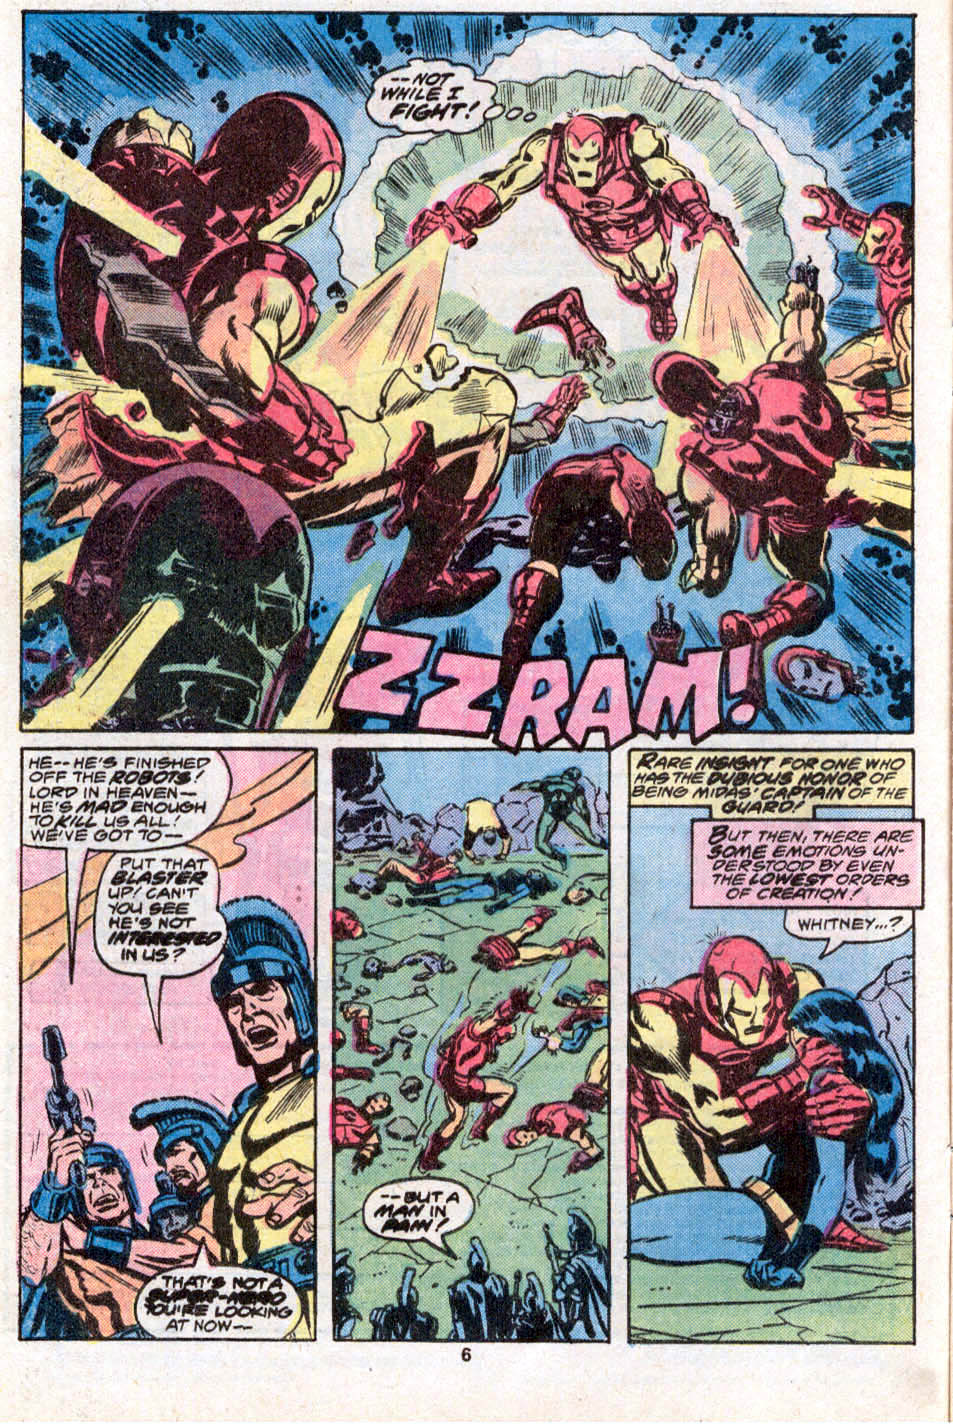 --NOT
WHILE I
FIGHT!
ZZRAM!
HE--HE'S FINISHED
OFF THE ROBOTS!
LORD IN HEAVEN--
HE'S MAD ENOUGH
TO KILL US ALL!
WE'VE GOT TO--
PUT THAT
BLASTER
UP! CAN'T
YOU SEE
HE'S NOT
INTERESTED
IN US?
THAT'S NOT A
SUPER-HERO
YOU'RE LOOKING
AT NOW--
--BUT A
MAN IN
PAIN!
RARE INSIGHT FOR ONE WHO
HAS THE DUBIOUS HONOR OF
BEING MIDAS' CAPTAIN OF THE
GUARD!
BUT THEN, THERE ARE
SOME EMOTIONS UN-
DERSTOOD BY EVEN
THE LOWEST ORDERS
OF CREATION!
WHITNEY...?
6